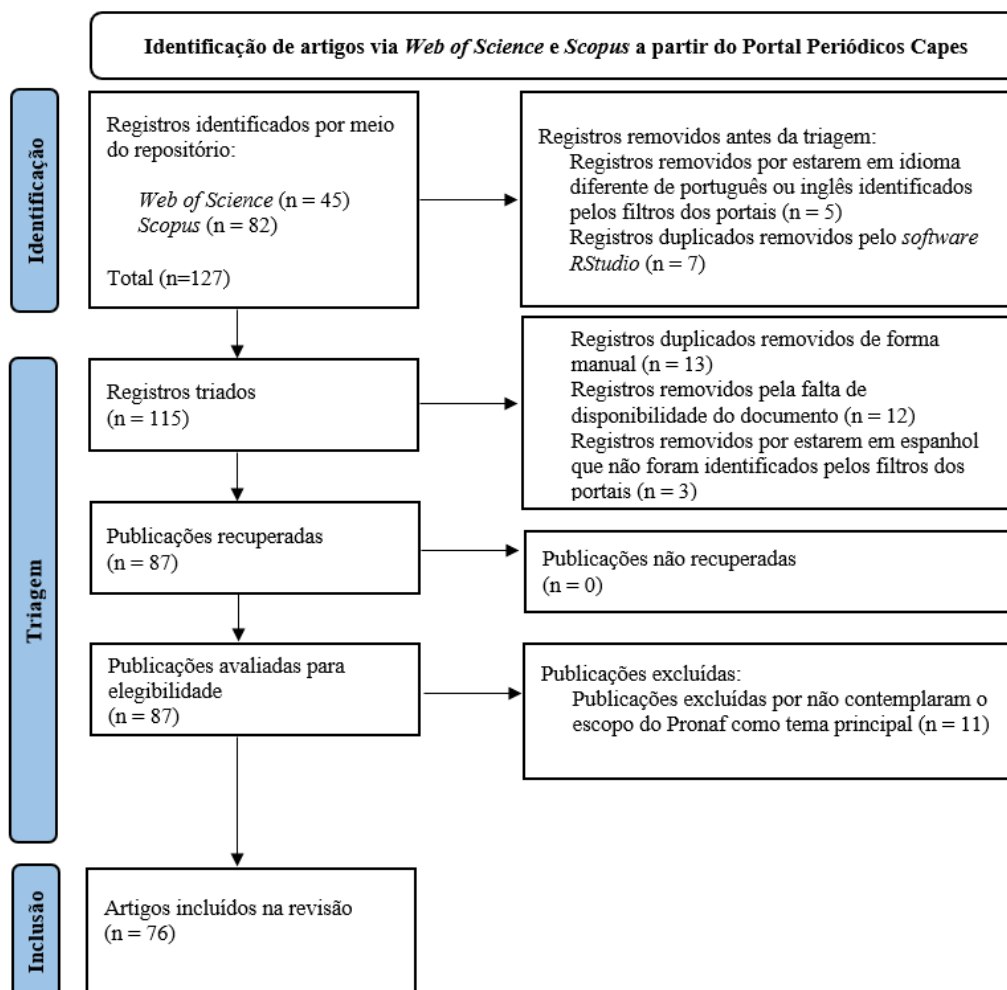 Identificação de artigos via Web of Science e Scopus a partir do Portal Periódicos Capes
Identificação
Registros identificados por meio
do repositório:
Web of Science (n = 45)
Scopus (n = 82)
Total (n=127)
Registros removidos antes da triagem:
Registros removidos por estarem em idioma
diferente de português ou inglês identificados
pelos filtros dos portais (n = 5)
Registros duplicados removidos pelo software
RStudio (n = 7)
Triagem
Registros triados
(n = 115)
Registros duplicados removidos de forma
manual (n = 13)
Registros removidos pela falta de
disponibilidade do documento (n = 12)
Registros removidos por estarem em espanhol
que não foram identificados pelos filtros dos
portais (n = 3)
Publicações recuperadas
(n = 87)
Publicações não recuperadas
(n = 0)
Publicações avaliadas para
elegibilidade
(n = 87)
Publicações excluídas:
Publicações excluídas por não contemplaram o
escopo do Pronaf como tema principal (n = 11)
Inclusão
Artigos incluídos na revisão
(n = 76)